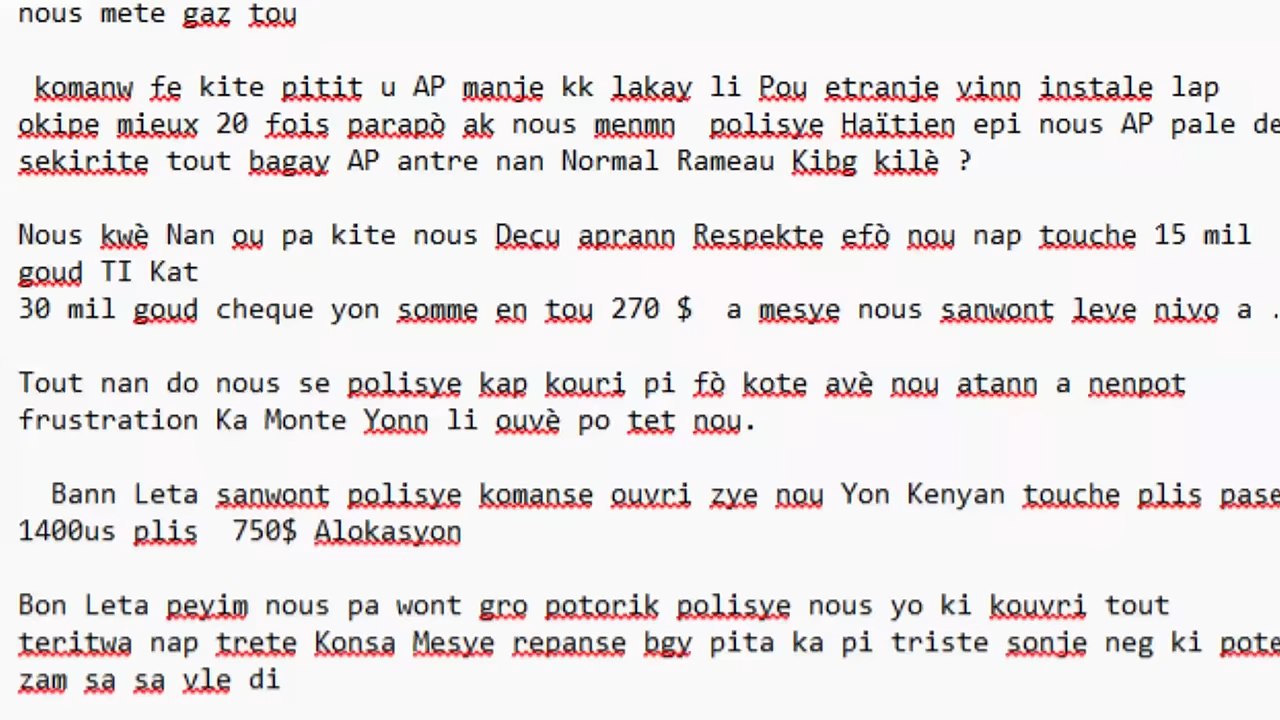 nous mete gaz tou
komanw fe kite pitit u AP manje kk lakay li Pou etranje vinn instale lap
okipe mieux 20 fois parapò ak nous menmn polisye Haïtien epi nous AP pale de
sekirite tout bagay AP antre nan Normal Rameau Kibg kilè ?
Nous kwè Nan ou pa kite nous Decu aprann Respekte efò nou nap touche 15 mil
goud TI Kat
30 mil goud cheque yon somme en tou 270 $ a mesye nous sanwont leve nivo a .
Tout nan do nous se polisye kap kouri pi fò kote avè nou atann a nenpot
frustration Ka Monte Yonn li ouvè po tet nou.
Bann Leta sanwont polisye komanse ouvri zye nou Yon Kenyan touche plis pase
1400us plis 750$ Alokasyon
Bon Leta peyim nous pa wont gro potorik polisye nous yo ki kouvri tout
teritwa nap trete Konsa Mesye repanse bgy pita ka pi triste sonje neg ki pote
zam sa sa vle di